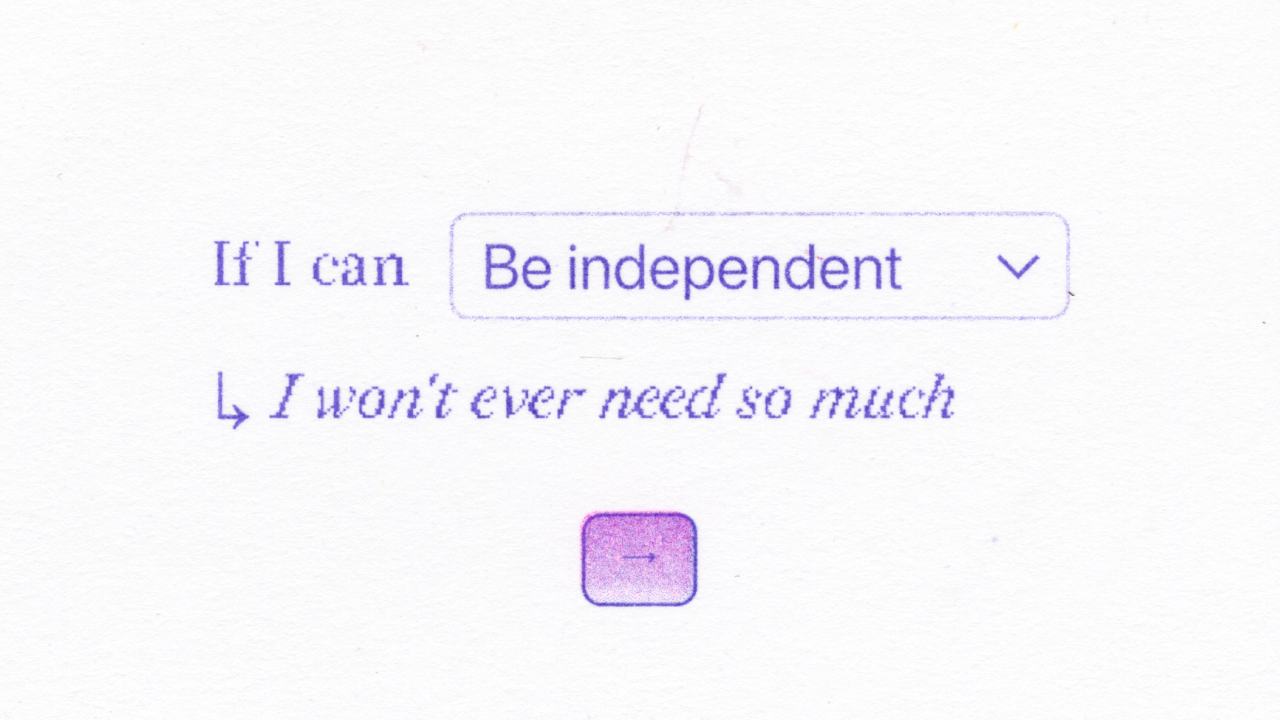 If I can Be independent
↳ I won't ever need so much
→